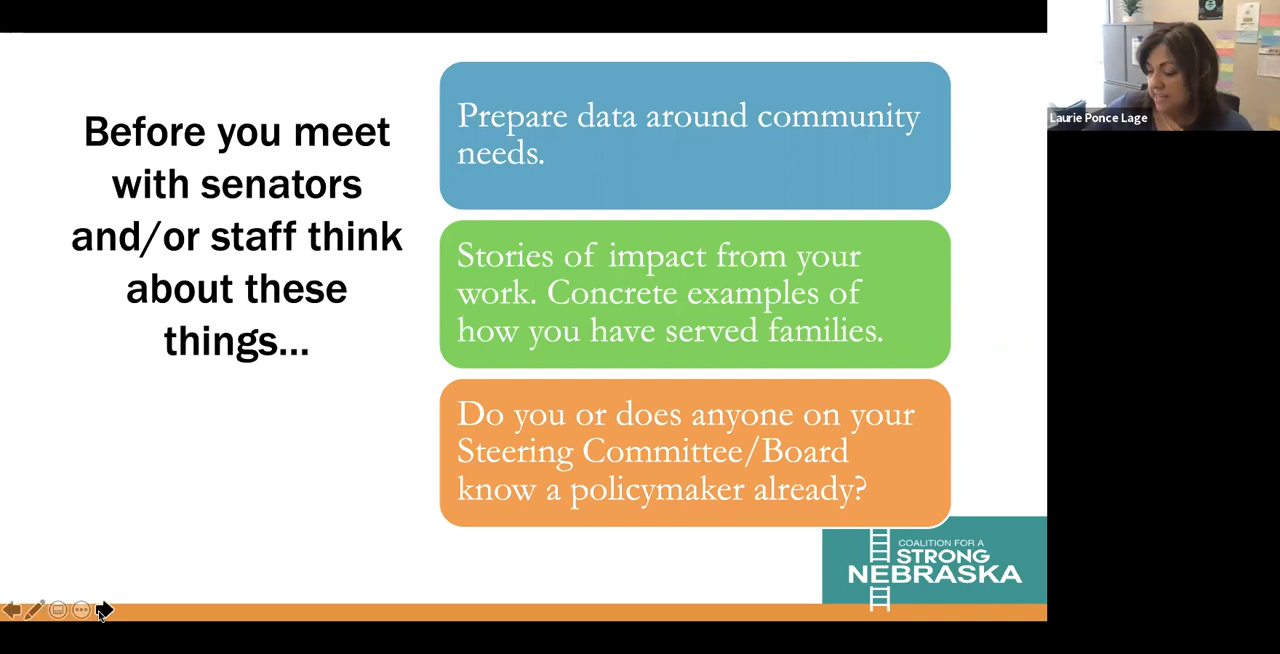 Before you meet
with senators
and/or staff think
about these
things...
Prepare data around community
needs.
Stories of impact from your
work. Concrete examples of
how you have served families.
Do you or does anyone on your
Steering Committee/Board
know a policymaker already?
COALITION FOR A
STRONG
NEBRASKA
Laurie Ponce Lage